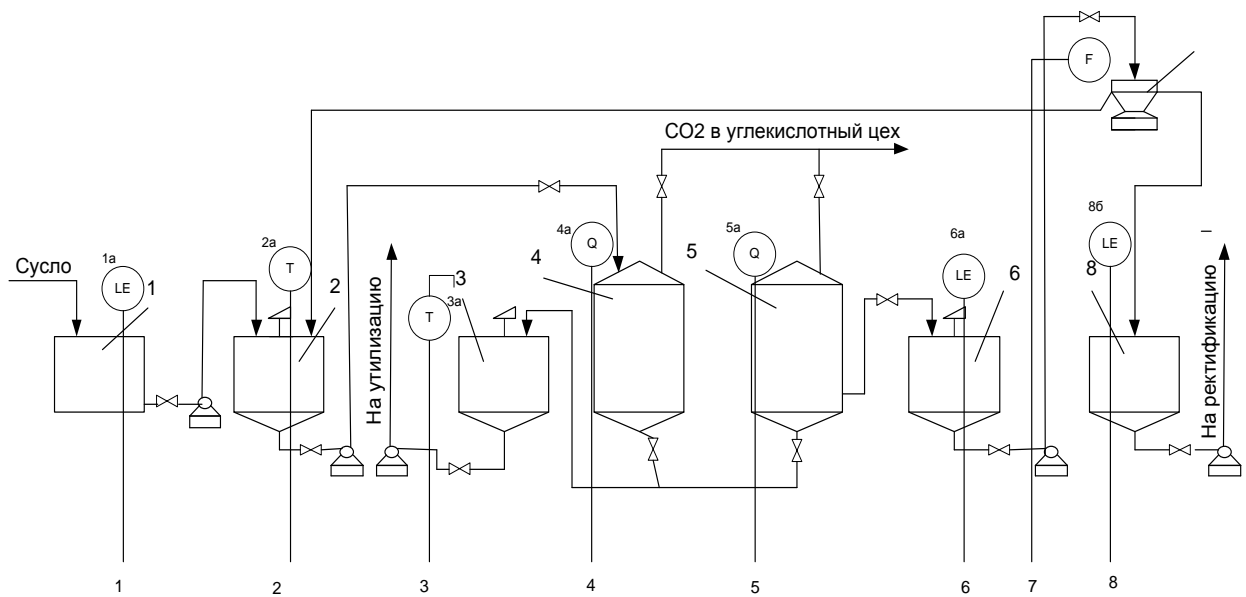 F
CO2 в углекислотный цех
4а
Q
5а
Q
6а
LE
8б
LE
2а
T
Сусло
1а
LE
1
2
На утилизацию
T
3
3а
4
5
6
8
На ректификацию
1
2
3
4
5
6
7
8